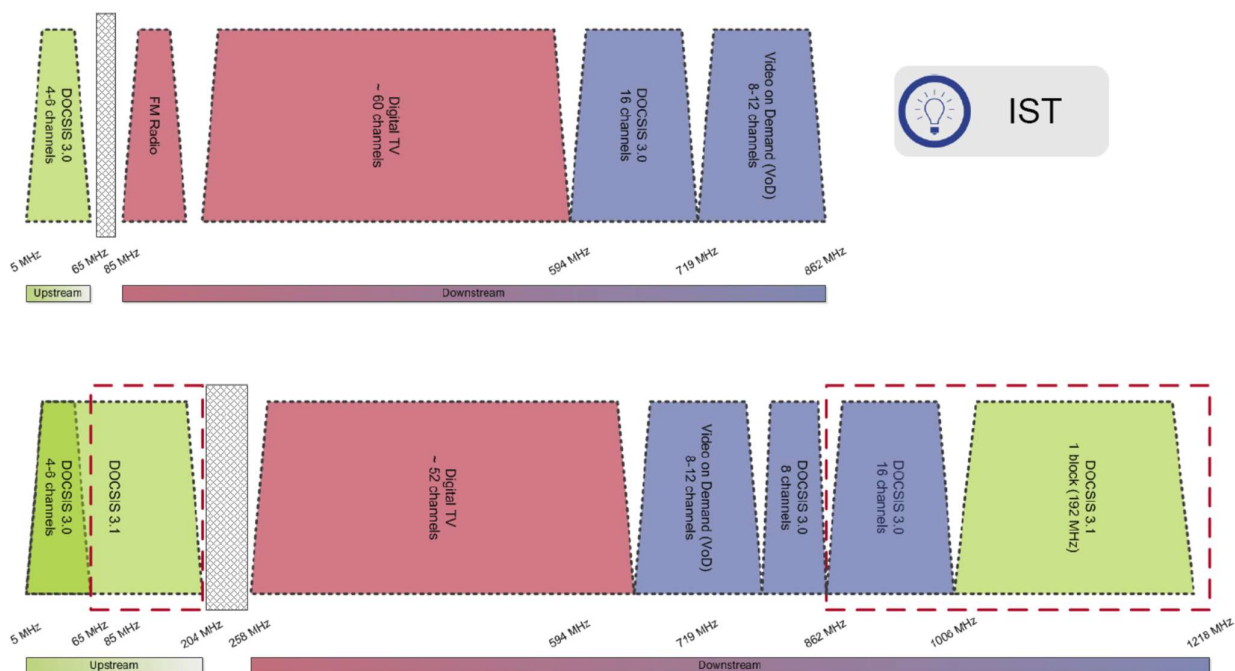 DOCSIS 3.0
4-6 channels
FM Radio
Digital TV
~ 60 channels
DOCSIS 3.0
16 channels
Video on Demand (VoD)
8-12 channels
IST
5 MHz
65 MHz
85 MHz
594 MHz
719 MHz
862 MHz
Upstream
Downstream
DOCSIS 3.0
4-6 channels
DOCSIS 3.1
Digital TV
~ 52 channels
Video on Demand (VoD)
8-12 channels
DOCSIS 3.0
8 channels
DOCSIS 3.0
16 channels
DOCSIS 3.1
1 block (192 MHz)
5 MHz
65 MHz
85 MHz
204 MHz
258 MHz
594 MHz
719 MHz
862 MHz
1006 MHz
1218 MHz
Upstream
Downstream